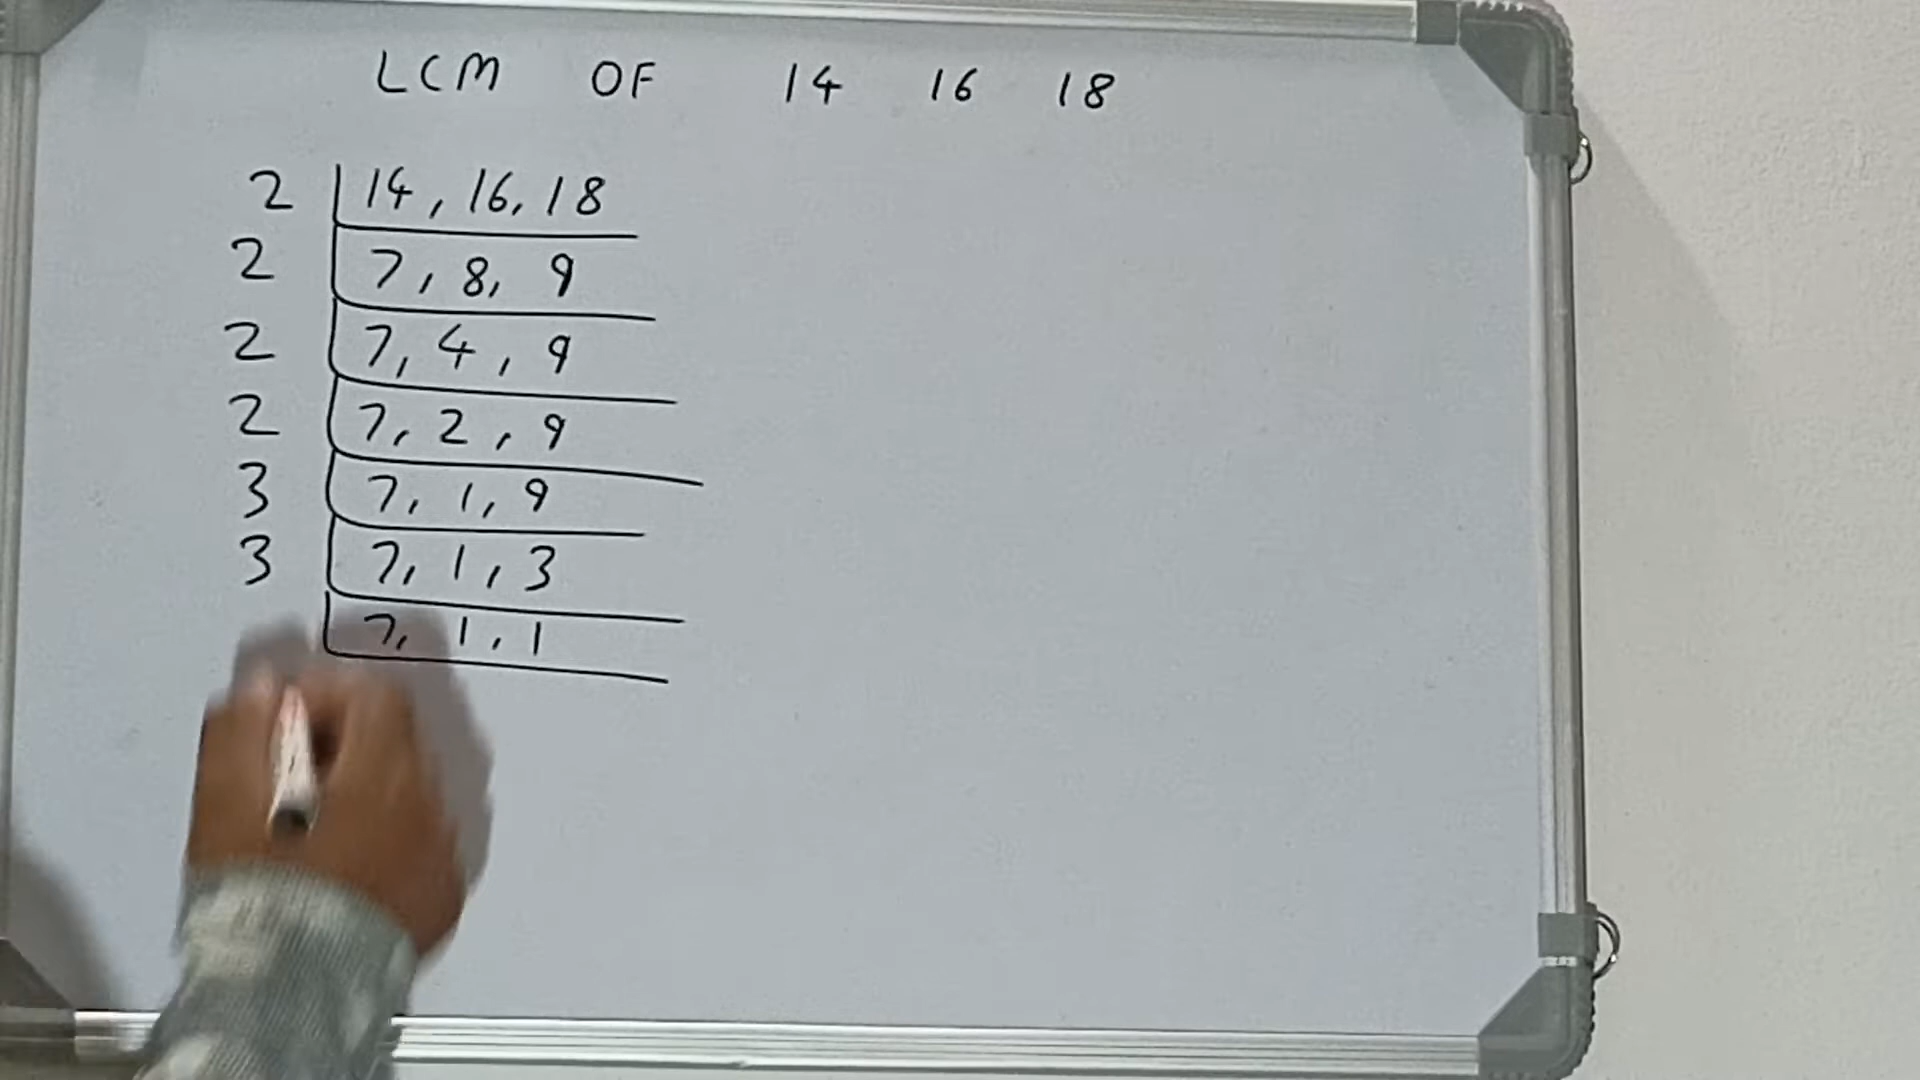 LCM OF 14 16 18
2 14, 16, 18
2 7, 8, 9
2 7, 4, 9
2 7, 2, 9
3 7, 1, 9
3 7, 1, 3
7, 1, 1